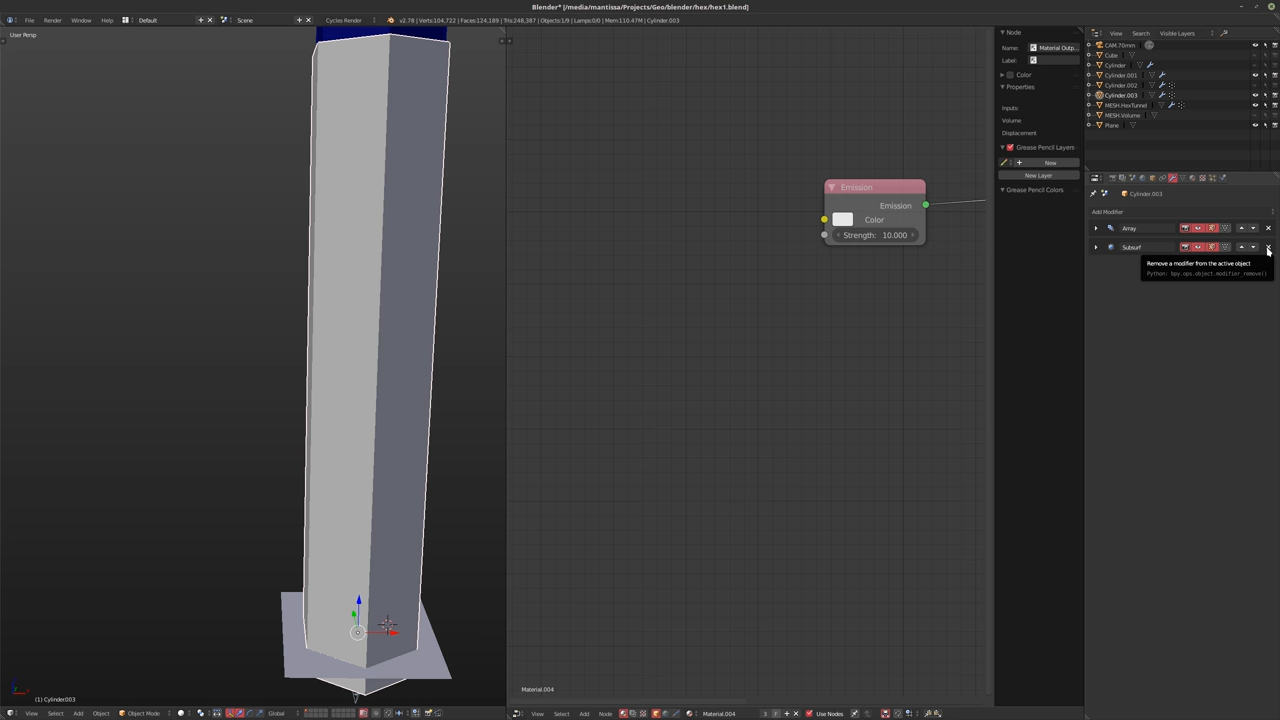 Blender* [/media/mantissa/Projects/Geo/blender/hex/hex1.blend]
File Render Window Help Default Scene Cycles Render v2.78 | Verts:104,722 | Faces:124,189 | Tris:248,387 | Objects:1/9 | Lamps:0/0 | Mem:110.47M | Cylinder.003
User Persp
Node
Name: Material Outp...
Label:
Color
Properties
Inputs:
Volume
Displacement
Grease Pencil Layers
New
New Layer
Grease Pencil Colors
Emission
Emission
Color
Strength: 10.000
View Search Visible Layers
CAM.70mm
Cube
Cylinder
Cylinder.001
Cylinder.002
Cylinder.003
MESH.HexTunnel
MESH.Volume
Plane
Cylinder.003
Add Modifier
Array
Subsurf
Remove a modifier from the active object
Python: bpy.ops.object.modifier_remove()
Material.004
(1) Cylinder.003
View Select Add Object Object Mode Global
View Select Add Node Material.004 3 F Use Nodes